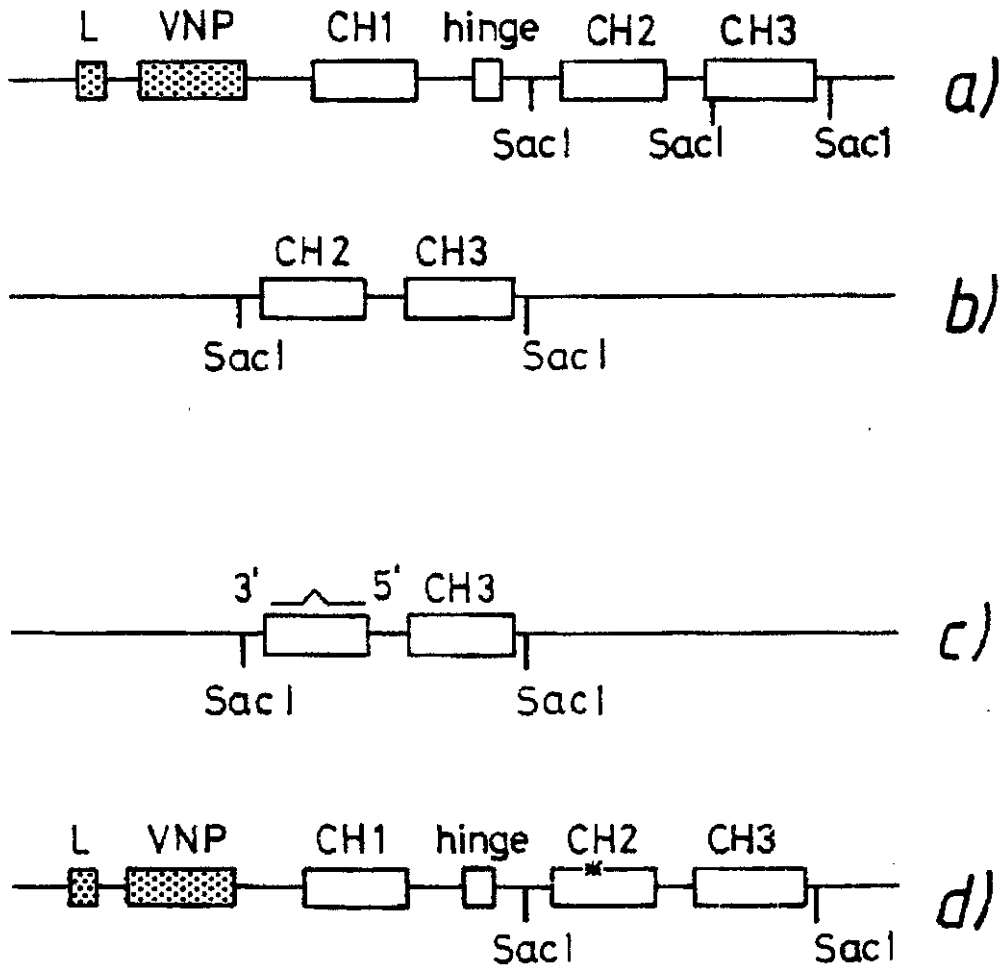 L VNP CH1 hinge CH2 CH3
a)
SacI SacI Sac1
CH2 CH3
b)
SacI SacI
3' 5' CH3
c)
SacI SacI
L VNP CH1 hinge CH2 CH3
d)
SacI SacI